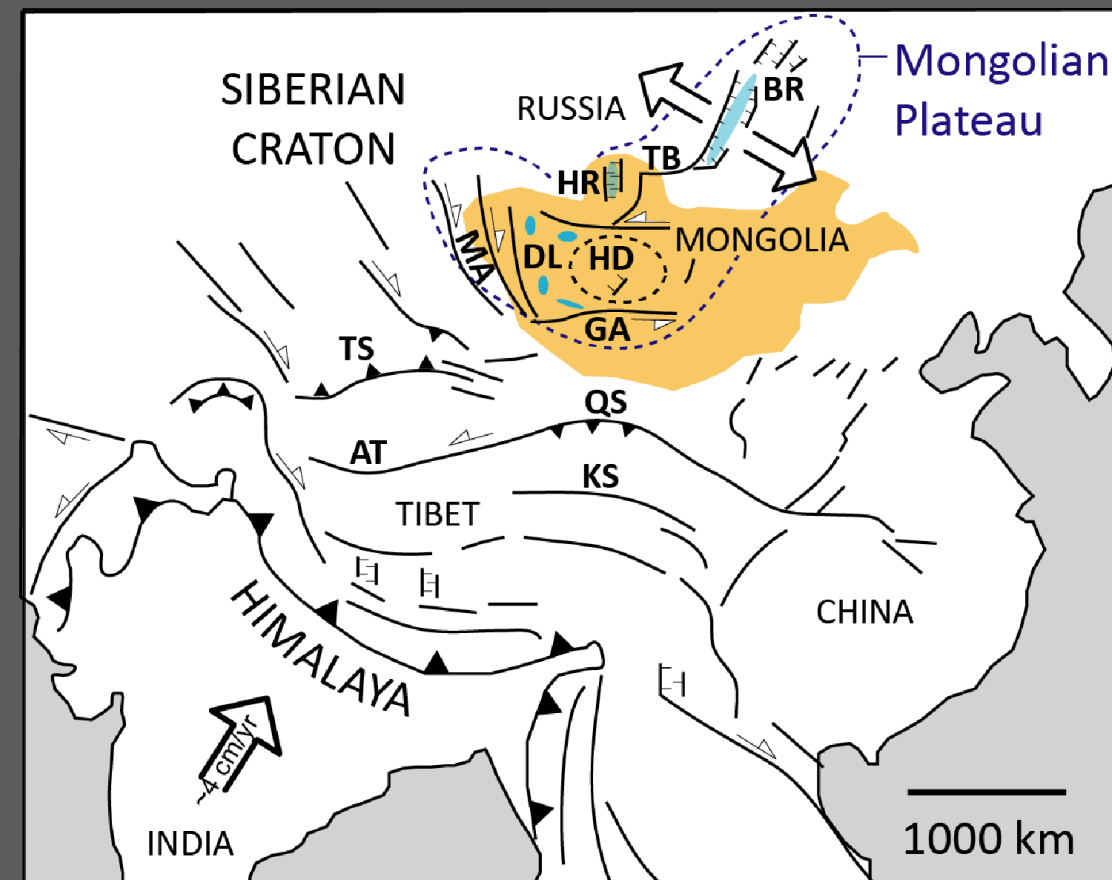 Mongolian
Plateau
SIBERIAN
CRATON
RUSSIA
BR
TB
HR
MONGOLIA
MA
DL
HD
GA
TS
QS
AT
KS
TIBET
CHINA
HIMALAYA
~4 cm/yr
INDIA
1000 km